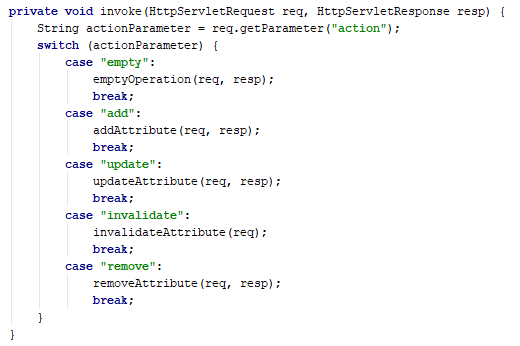 private void invoke(HttpServletRequest req, HttpServletResponse resp) {
    String actionParameter = req.getParameter("action");
    switch (actionParameter) {
        case "empty":
            emptyOperation(req, resp);
            break;
        case "add":
            addAttribute(req, resp);
            break;
        case "update":
            updateAttribute(req, resp);
            break;
        case "invalidate":
            invalidateAttribute(req);
            break;
        case "remove":
            removeAttribute(req, resp);
            break;
    }
}